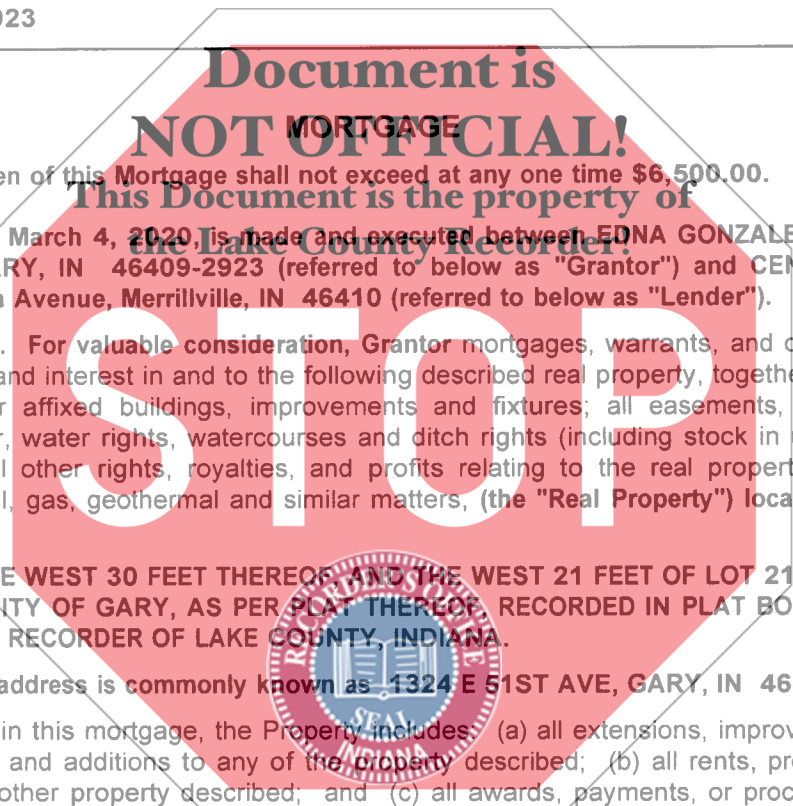 023
Document is
NOT OFFICIAL!
MORTGAGE
en of this Mortgage shall not exceed at any one time $6,500.00.
This Document is the property of
March 4, 2020, is made and executed between EDNA GONZALE
the Lake County Recorder!
RY, IN 46409-2923 (referred to below as "Grantor") and CEN
Avenue, Merrillville, IN 46410 (referred to below as "Lender").
. For valuable consideration, Grantor mortgages, warrants, and
and interest in and to the following described real property, togethe
r affixed buildings, improvements and fixtures; all easements,
, water rights, watercourses and ditch rights (including stock in
l other rights, royalties, and profits relating to the real propert
l, gas, geothermal and similar matters, (the "Real Property") loca
STOP
E WEST 30 FEET THEREOF, AND THE WEST 21 FEET OF LOT 21
ITY OF GARY, AS PER PLAT THEREOF, RECORDED IN PLAT BO
RECORDER OF LAKE COUNTY, INDIANA.
RECORDER'S OFFICE
SEAL
INDIANA
address is commonly known as 1324 E 51ST AVE, GARY, IN 46
in this mortgage, the Property includes: (a) all extensions, improv
and additions to any of the property described; (b) all rents, pr
other property described; and (c) all awards, payments, or proc